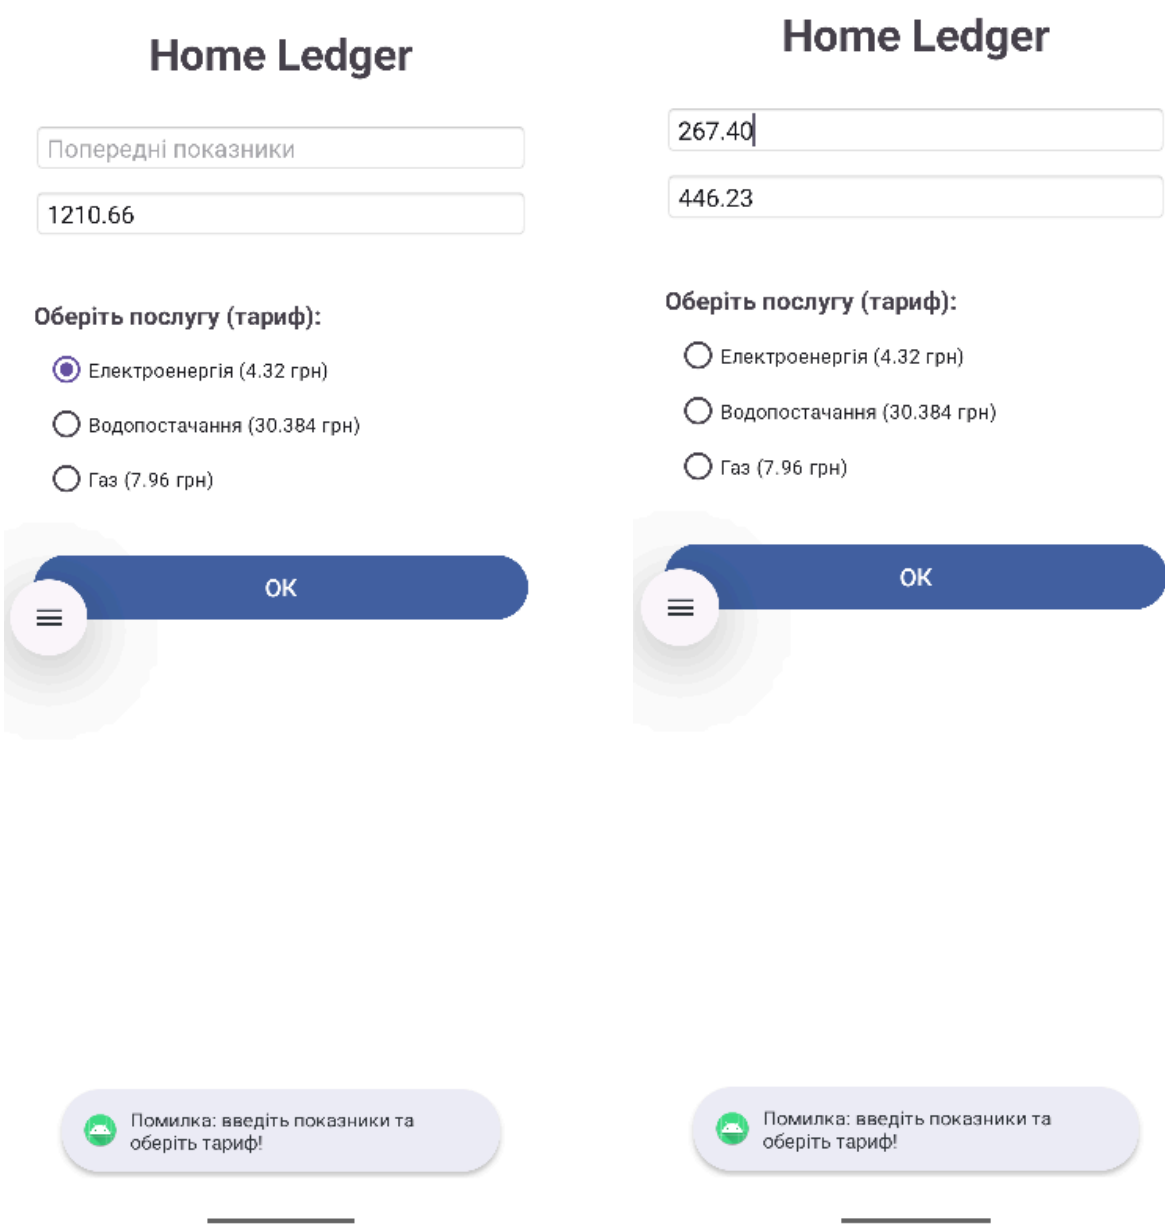 Home Ledger
Попередні показники
1210.66
Оберіть послугу (тариф):
Електроенергія (4.32 грн)
Водопостачання (30.384 грн)
Газ (7.96 грн)
ОК
Помилка: введіть показники та
оберіть тариф!
Home Ledger
267.40
446.23
Оберіть послугу (тариф):
Електроенергія (4.32 грн)
Водопостачання (30.384 грн)
Газ (7.96 грн)
ОК
Помилка: введіть показники та
оберіть тариф!